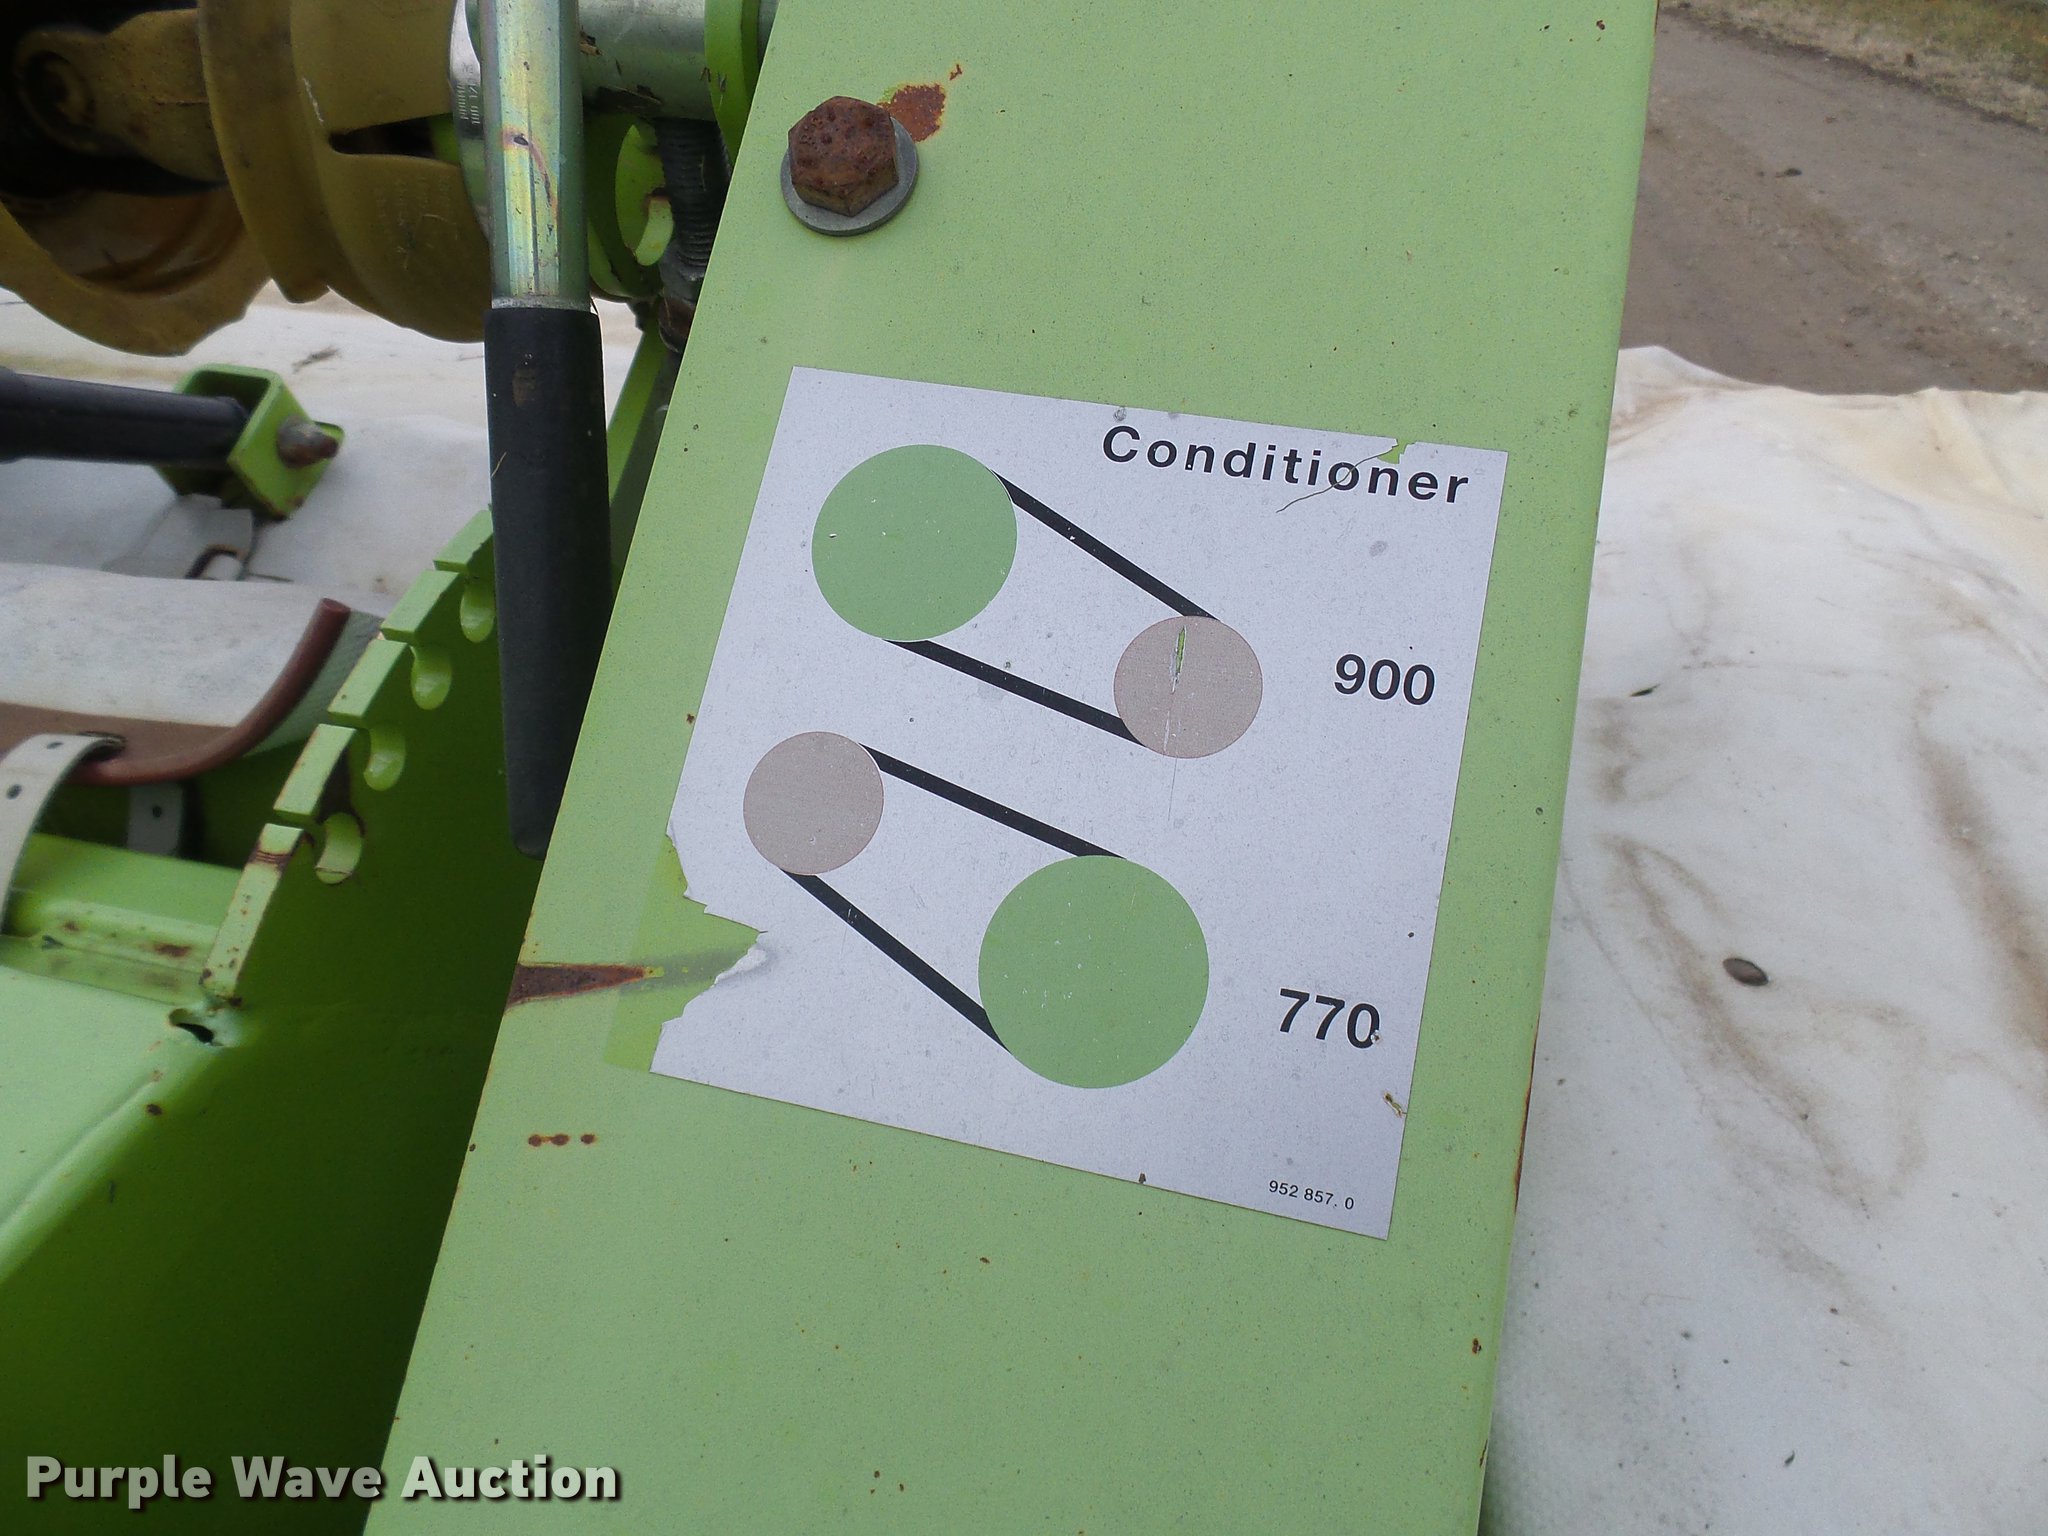 Conditioner
900
770
952 857. 0
Purple Wave Auction